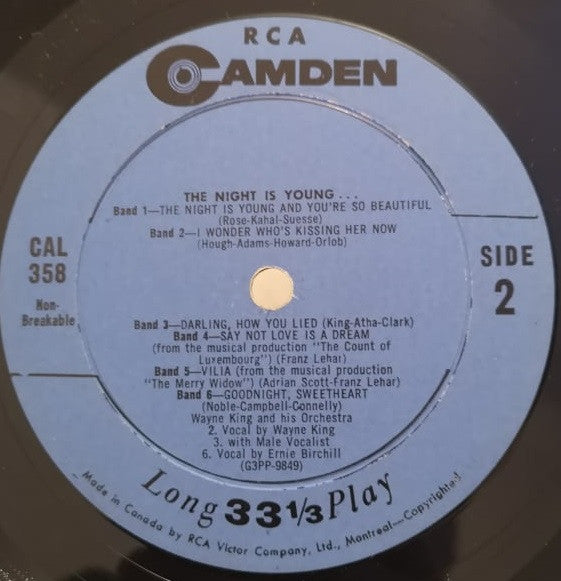 RCA
CAMDEN
THE NIGHT IS YOUNG...
Band 1—THE NIGHT IS YOUNG AND YOU'RE SO BEAUTIFUL
(Rose-Kahal-Suesse)
Band 2—I WONDER WHO'S KISSING HER NOW
(Hough-Adams-Howard-Orlob)
CAL
358
Non-
Breakable
SIDE
2
Band 3—DARLING, HOW YOU LIED (King-Atha-Clark)
Band 4—SAY NOT LOVE IS A DREAM
(from the musical production "The Count of
Luxembourg") (Franz Lehar)
Band 5—VILIA (from the musical production
"The Merry Widow") (Adrian Scott-Franz Lehar)
Band 6—GOODNIGHT, SWEETHEART
(Noble-Campbell-Connelly)
Wayne King and his Orchestra
2. Vocal by Wayne King
3. with Male Vocalist
6. Vocal by Ernie Birchill
(G3PP-9849)
Long 33 1/3 Play
Made in Canada by RCA Victor Company, Ltd., Montreal—Copyrighted